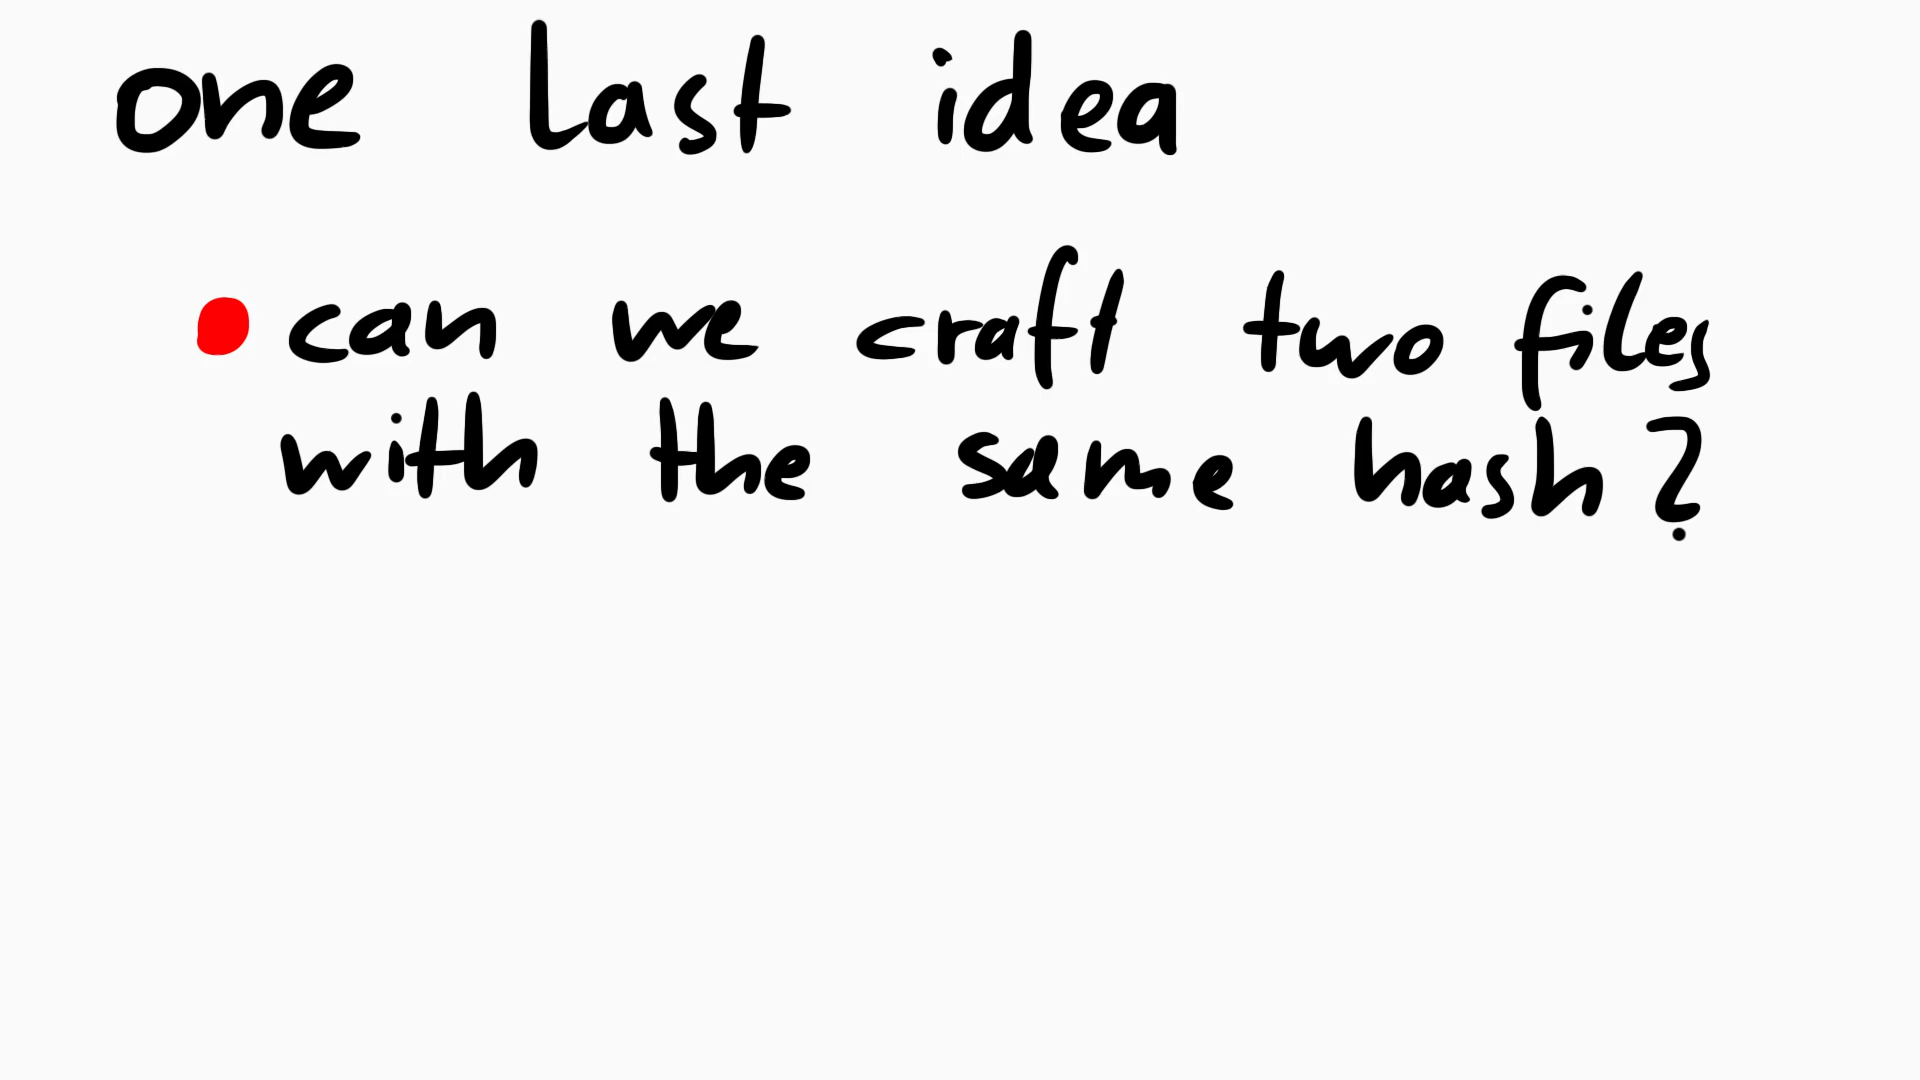 one last idea
can we craft two files
with the same hash?